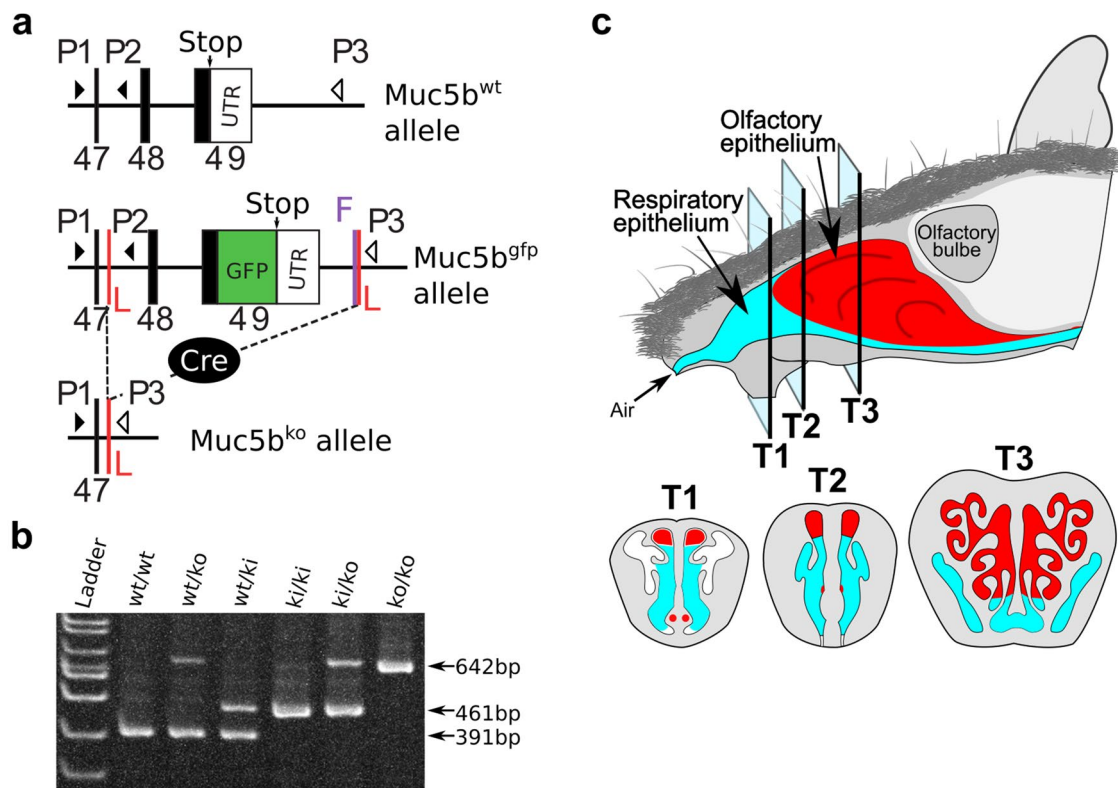 a
Stop
P1 P2 P3
UTR
Muc5b^wt
allele
47 48 49
Stop
P1 P2 F P3
GFP UTR
Muc5b^gfp
allele
L L
47 48 49
Cre
P1 P3
Muc5b^ko allele
L
47
b
Ladder
wt/wt
wt/ko
wt/ki
ki/ki
ki/ko
ko/ko
642bp
461bp
391bp
c
Olfactory
epithelium
Respiratory
epithelium
Olfactory
bulbe
Air
T1
T2
T3
T1
T2
T3